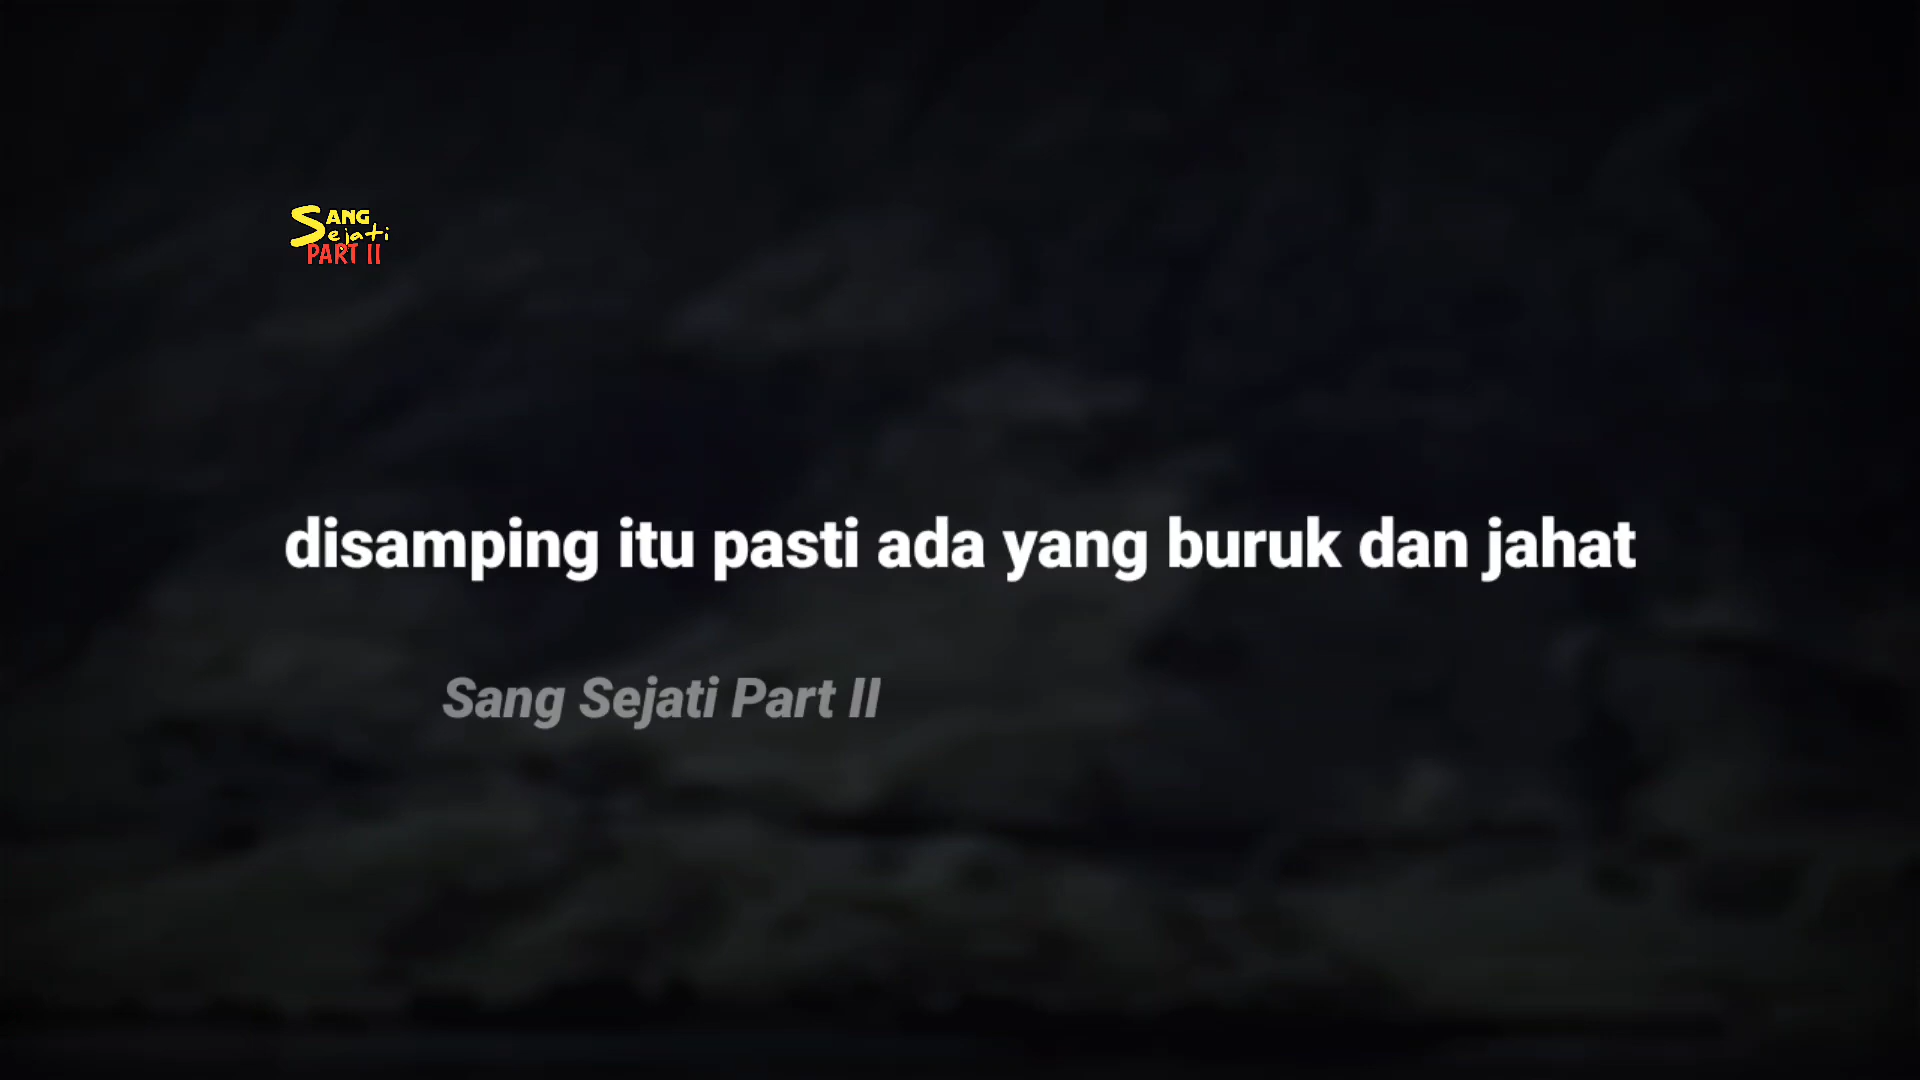 SANG
Sejati
PART II
disamping itu pasti ada yang buruk dan jahat
Sang Sejati Part II